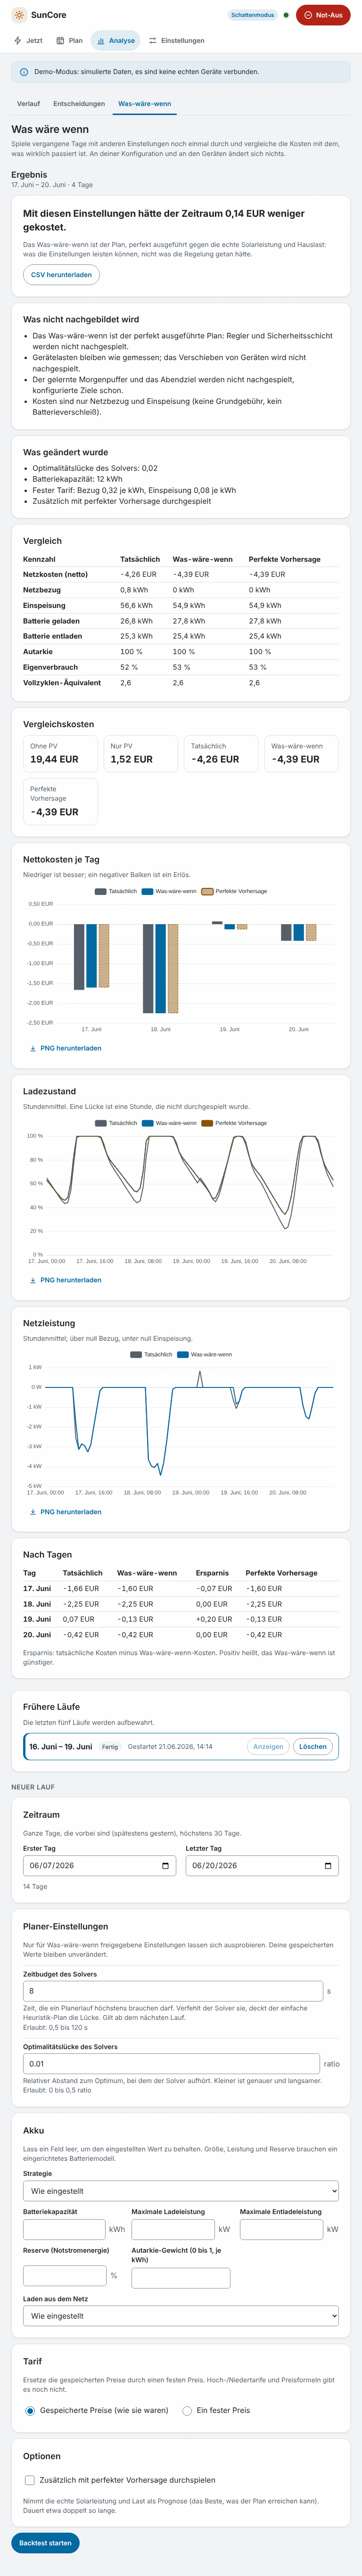 SunCore
Schattenmodus
Not-Aus
Jetzt
Plan
Analyse
Einstellungen
Demo-Modus: simulierte Daten, es sind keine echten Geräte verbunden.
Verlauf
Entscheidungen
Was-wäre-wenn
Was wäre wenn
Spiele vergangene Tage mit anderen Einstellungen noch einmal durch und vergleiche die Kosten mit dem,
was wirklich passiert ist. An deiner Konfiguration und an den Geräten ändert sich nichts.
Ergebnis
17. Juni – 20. Juni · 4 Tage
Mit diesen Einstellungen hätte der Zeitraum 0,14 EUR weniger
gekostet.
Das Was-wäre-wenn ist der Plan, perfekt ausgeführt gegen die echte Solarleistung und Hauslast:
was die Einstellungen leisten können, nicht was die Regelung getan hätte.
CSV herunterladen
Was nicht nachgebildet wird
• Das Was-wäre-wenn ist der perfekt ausgeführte Plan: Regler und Sicherheitsschicht
werden nicht nachgespielt.
• Gerätelasten bleiben wie gemessen; das Verschieben von Geräten wird nicht
nachgespielt.
• Der gelernte Morgenpuffer und das Abendziel werden nicht nachgespielt,
konfigurierte Ziele schon.
• Kosten sind nur Netzbezug und Einspeisung (keine Grundgebühr, kein
Batterieverschleiß).
Was geändert wurde
• Optimalitätslücke des Solvers: 0,02
• Batteriekapazität: 12 kWh
• Fester Tarif: Bezug 0,32 je kWh, Einspeisung 0,08 je kWh
• Zusätzlich mit perfekter Vorhersage durchgespielt
Vergleich
Kennzahl Tatsächlich Was-wäre-wenn Perfekte Vorhersage
Netzkosten (netto) -4,26 EUR -4,39 EUR -4,39 EUR
Netzbezug 0,8 kWh 0 kWh 0 kWh
Einspeisung 56,6 kWh 54,9 kWh 54,9 kWh
Batterie geladen 26,8 kWh 27,8 kWh 27,8 kWh
Batterie entladen 25,3 kWh 25,4 kWh 25,4 kWh
Autarkie 100 % 100 % 100 %
Eigenverbrauch 52 % 53 % 53 %
Vollzyklen-Äquivalent 2,6 2,6 2,6
Vergleichskosten
Ohne PV
19,44 EUR
Nur PV
1,52 EUR
Tatsächlich
-4,26 EUR
Was-wäre-wenn
-4,39 EUR
Perfekte
Vorhersage
-4,39 EUR
Nettokosten je Tag
Niedriger ist besser; ein negativer Balken ist ein Erlös.
Tatsächlich Was-wäre-wenn Perfekte Vorhersage
0,50 EUR
0,00 EUR
-0,50 EUR
-1,00 EUR
-1,50 EUR
-2,00 EUR
-2,50 EUR
17. Juni 18. Juni 19. Juni 20. Juni
PNG herunterladen
Ladezustand
Stundenmittel. Eine Lücke ist eine Stunde, die nicht durchgespielt wurde.
Tatsächlich Was-wäre-wenn Perfekte Vorhersage
100 %
80 %
60 %
40 %
20 %
0 %
17. Juni, 00:00 17. Juni, 16:00 18. Juni, 08:00 19. Juni, 00:00 19. Juni, 16:00 20. Juni, 08:00
PNG herunterladen
Netzleistung
Stundenmittel; über null Bezug, unter null Einspeisung.
Tatsächlich Was-wäre-wenn
1 kW
0 W
-1 kW
-2 kW
-3 kW
-4 kW
-5 kW
17. Juni, 00:00 17. Juni, 16:00 18. Juni, 08:00 19. Juni, 00:00 19. Juni, 16:00 20. Juni, 08:00
PNG herunterladen
Nach Tagen
Tag Tatsächlich Was-wäre-wenn Ersparnis Perfekte Vorhersage
17. Juni -1,66 EUR -1,60 EUR -0,07 EUR -1,60 EUR
18. Juni -2,25 EUR -2,25 EUR 0,00 EUR -2,25 EUR
19. Juni 0,07 EUR -0,13 EUR +0,20 EUR -0,13 EUR
20. Juni -0,42 EUR -0,42 EUR 0,00 EUR -0,42 EUR
Ersparnis: tatsächliche Kosten minus Was-wäre-wenn-Kosten. Positiv heißt, das Was-wäre-wenn ist
günstiger.
Frühere Läufe
Die letzten fünf Läufe werden aufbewahrt.
16. Juni – 19. Juni Fertig Gestartet 21.06.2026, 14:14 Anzeigen Löschen
NEUER LAUF
Zeitraum
Ganze Tage, die vorbei sind (spätestens gestern), höchstens 30 Tage.
Erster Tag Letzter Tag
06/07/2026 06/20/2026
14 Tage
Planer-Einstellungen
Nur für Was-wäre-wenn freigegebene Einstellungen lassen sich ausprobieren. Deine gespeicherten
Werte bleiben unverändert.
Zeitbudget des Solvers
8 s
Zeit, die ein Planerlauf höchstens brauchen darf. Verfehlt der Solver sie, deckt der einfache
Heuristik-Plan die Lücke. Gilt ab dem nächsten Lauf.
Erlaubt: 0,5 bis 120 s
Optimalitätslücke des Solvers
0.01 ratio
Relativer Abstand zum Optimum, bei dem der Solver aufhört. Kleiner ist genauer und langsamer.
Erlaubt: 0 bis 0,5 ratio
Akku
Lass ein Feld leer, um den eingestellten Wert zu behalten. Größe, Leistung und Reserve brauchen ein
eingerichtetes Batteriemodell.
Strategie
Wie eingestellt
Batteriekapazität Maximale Ladeleistung Maximale Entladeleistung
kWh kW kW
Reserve (Notstromenergie) Autarkie-Gewicht (0 bis 1, je
kWh)
%
Laden aus dem Netz
Wie eingestellt
Tarif
Ersetze die gespeicherten Preise durch einen festen Preis. Hoch-/Niedertarife und Preisformeln gibt
es noch nicht.
Gespeicherte Preise (wie sie waren) Ein fester Preis
Optionen
Zusätzlich mit perfekter Vorhersage durchspielen
Nimmt die echte Solarleistung und Last als Prognose (das Beste, was der Plan erreichen kann).
Dauert etwa doppelt so lange.
Backtest starten